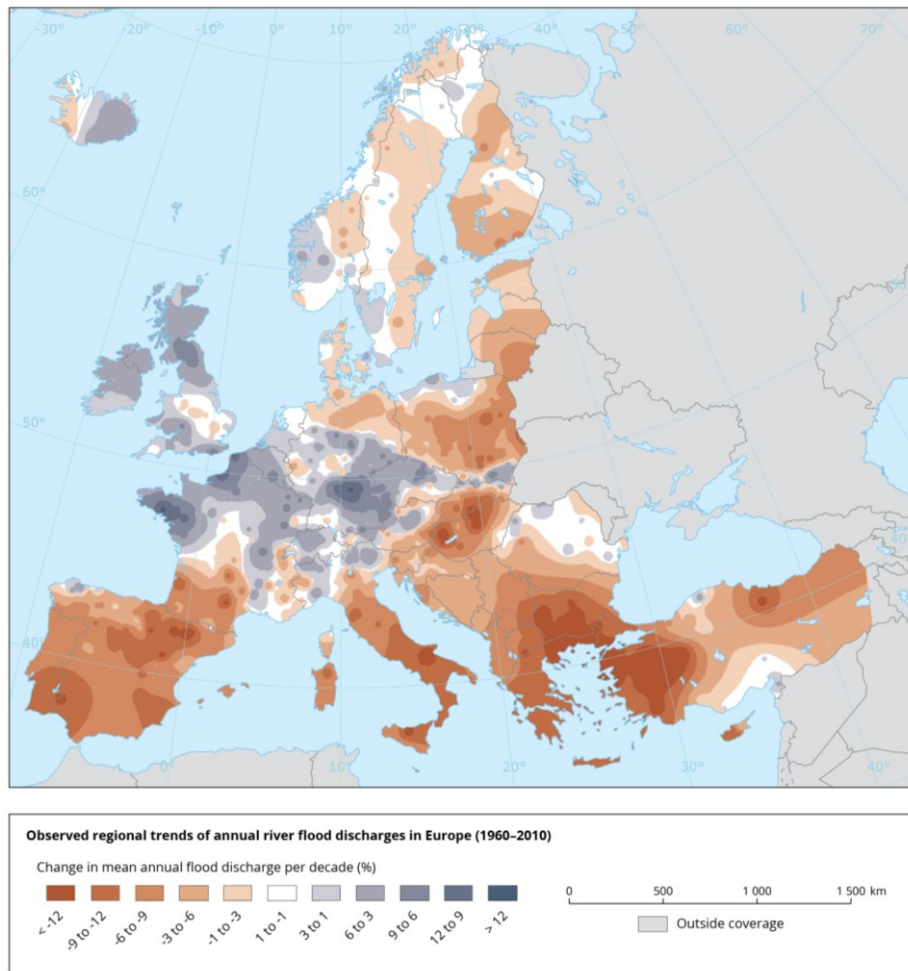 -30° -20° -10° 0° 10° 20° 30° 40° 50° 60° 70°
60°
50°
40°
40°
0° 10° 20° 30° 40°
Observed regional trends of annual river flood discharges in Europe (1960–2010)
Change in mean annual flood discharge per decade (%)
< -12 -9 to -12 -6 to -9 -3 to -6 -1 to -3 1 to -1 3 to 1 6 to 3 9 to 6 12 to 9 > 12
0 500 1 000 1 500 km
Outside coverage